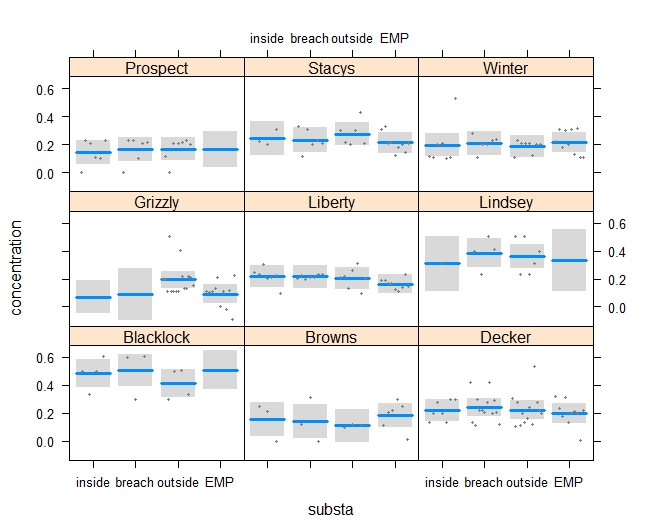 inside breach outside EMP
Prospect Stacys Winter
0.6
0.4
0.2
0.0
Grizzly Liberty Lindsey
0.6
0.4
0.2
0.0
Blacklock Browns Decker
0.6
0.4
0.2
0.0
inside breach outside EMP inside breach outside EMP
substa
concentration